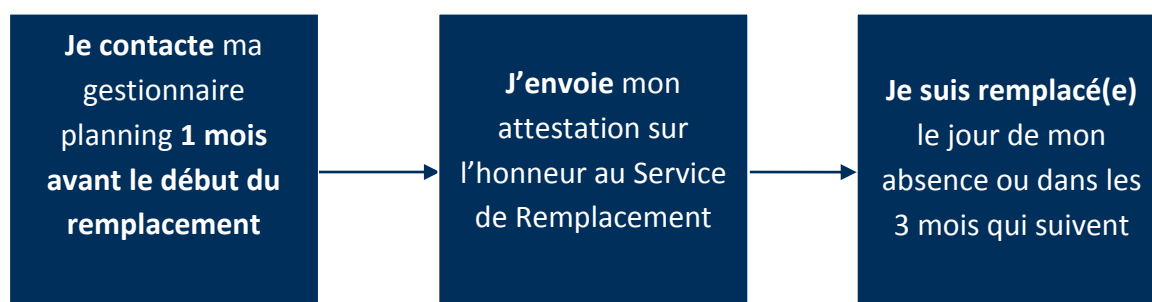 Je contacte ma
gestionnaire
planning 1 mois
avant le début du
remplacement
J’envoie mon
attestation sur
l’honneur au Service
de Remplacement
Je suis remplacé(e)
le jour de mon
absence ou dans les
3 mois qui suivent